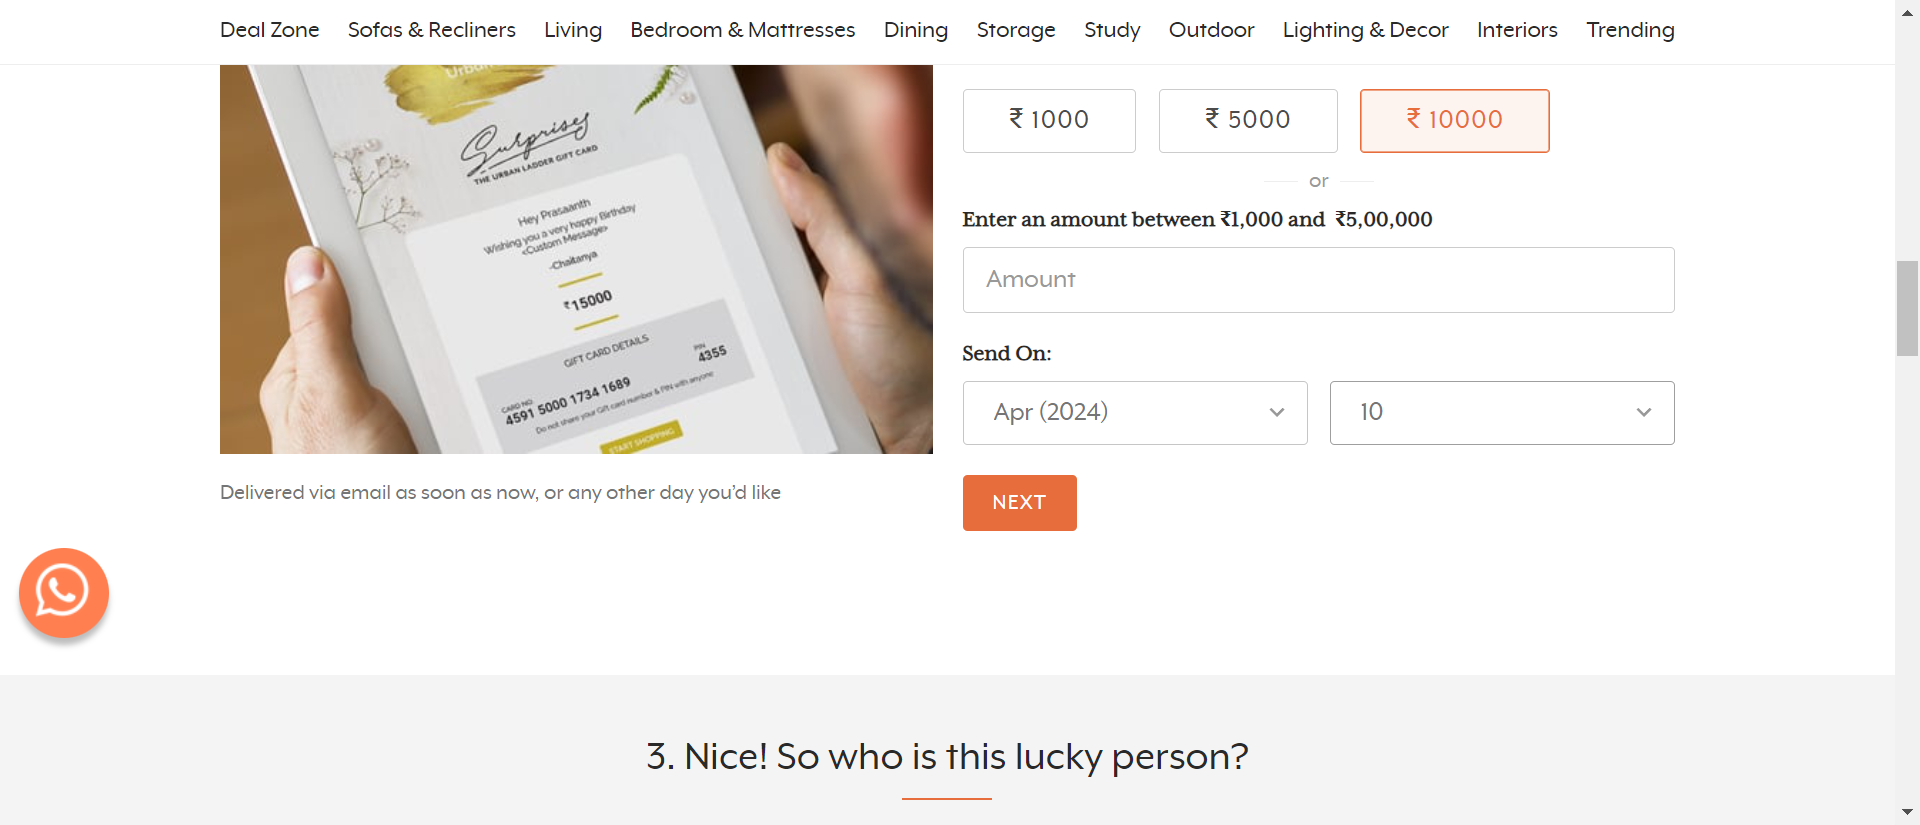 Deal Zone Sofas & Recliners Living Bedroom & Mattresses Dining Storage Study Outdoor Lighting & Decor Interiors Trending
Urban
Surprises
THE URBAN LADDER GIFT CARD
Hey Prasaanth
Wishing you a very happy Birthday
<Custom Message>
-Chaitanya
₹15000
GIFT CARD DETAILS
CARD NO.
4591 5000 1734 1689
PIN
4355
Do not share your Gift card number & PIN with anyone
START SHOPPING
Delivered via email as soon as now, or any other day you’d like
₹ 1000 ₹ 5000 ₹ 10000
or
Enter an amount between ₹1,000 and ₹5,00,000
Amount
Send On:
Apr (2024) 10
NEXT
3. Nice! So who is this lucky person?